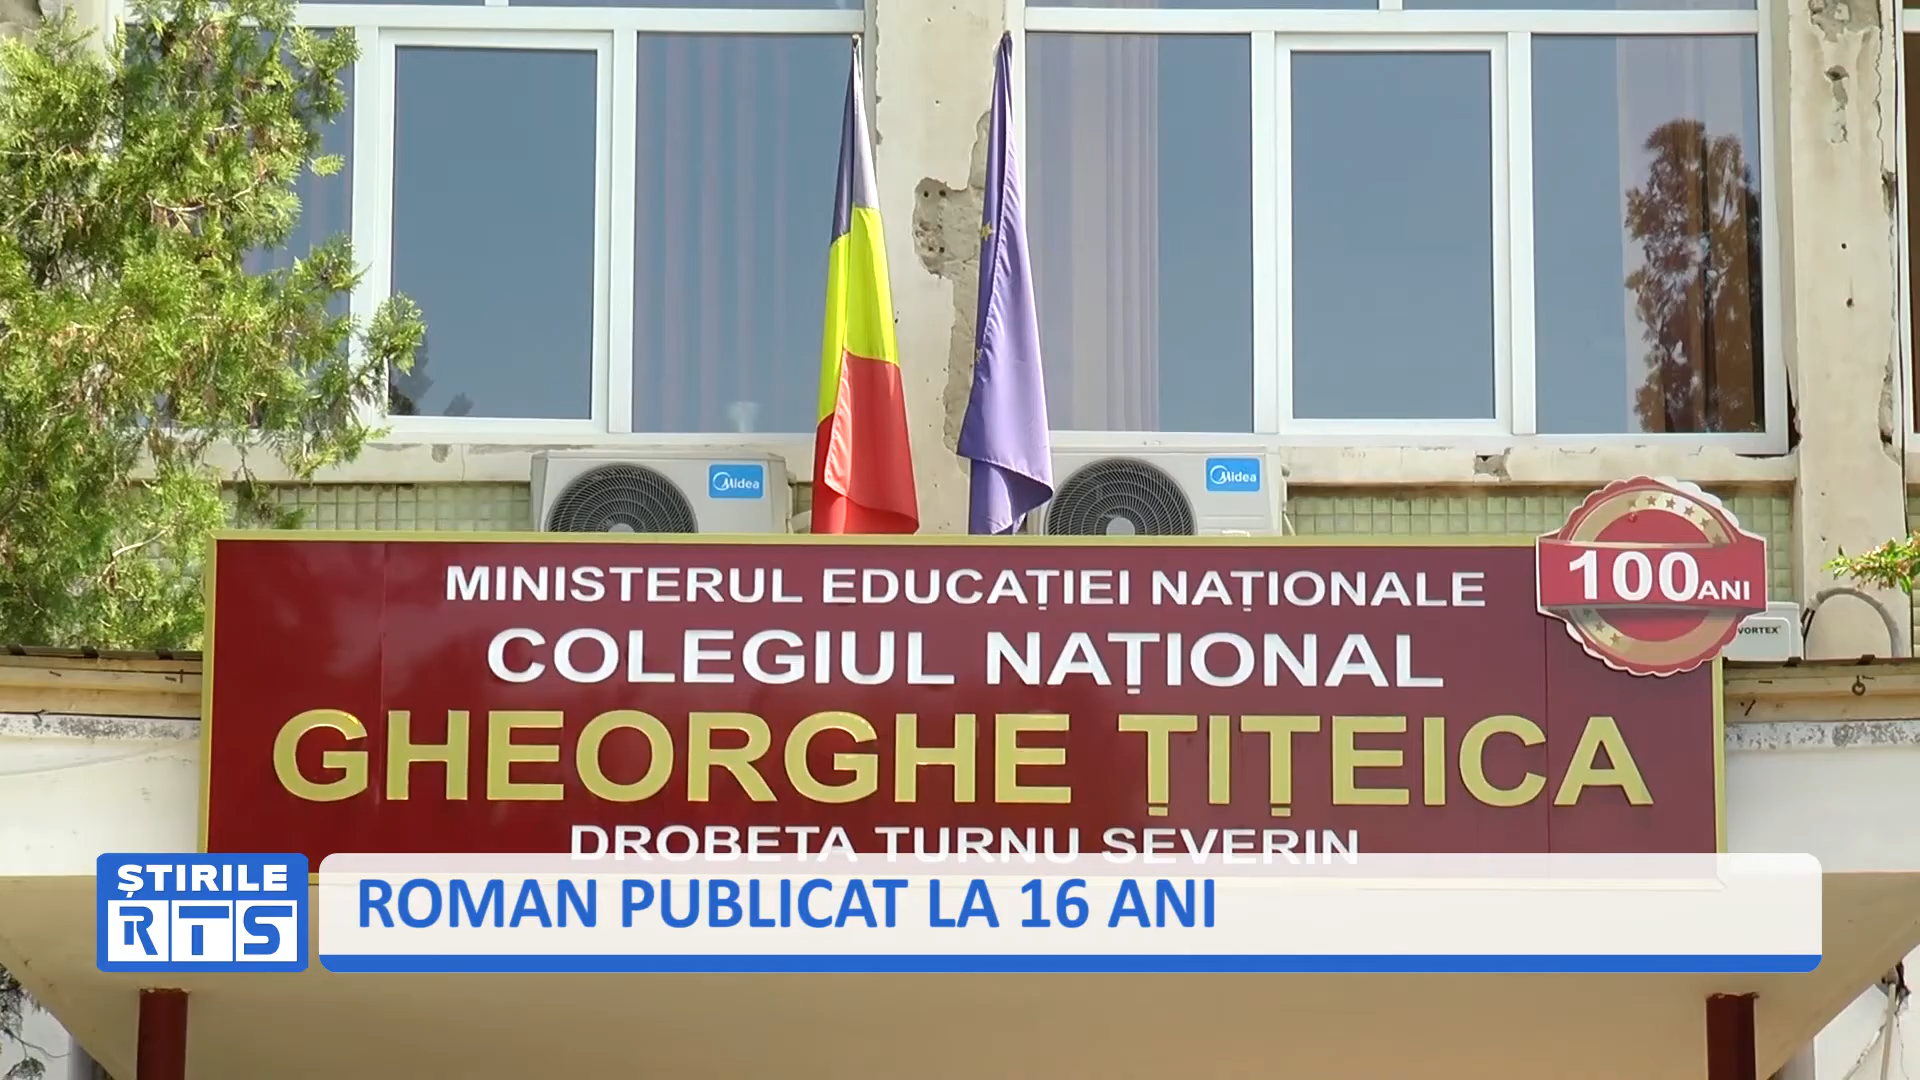 Midea
Midea
MINISTERUL EDUCAȚIEI NAȚIONALE
100 ANI
VORTEX
COLEGIUL NAȚIONAL
GHEORGHE ȚIȚEICA
DROBETA TURNU SEVERIN
ȘTIRILE
RTS
ROMAN PUBLICAT LA 16 ANI